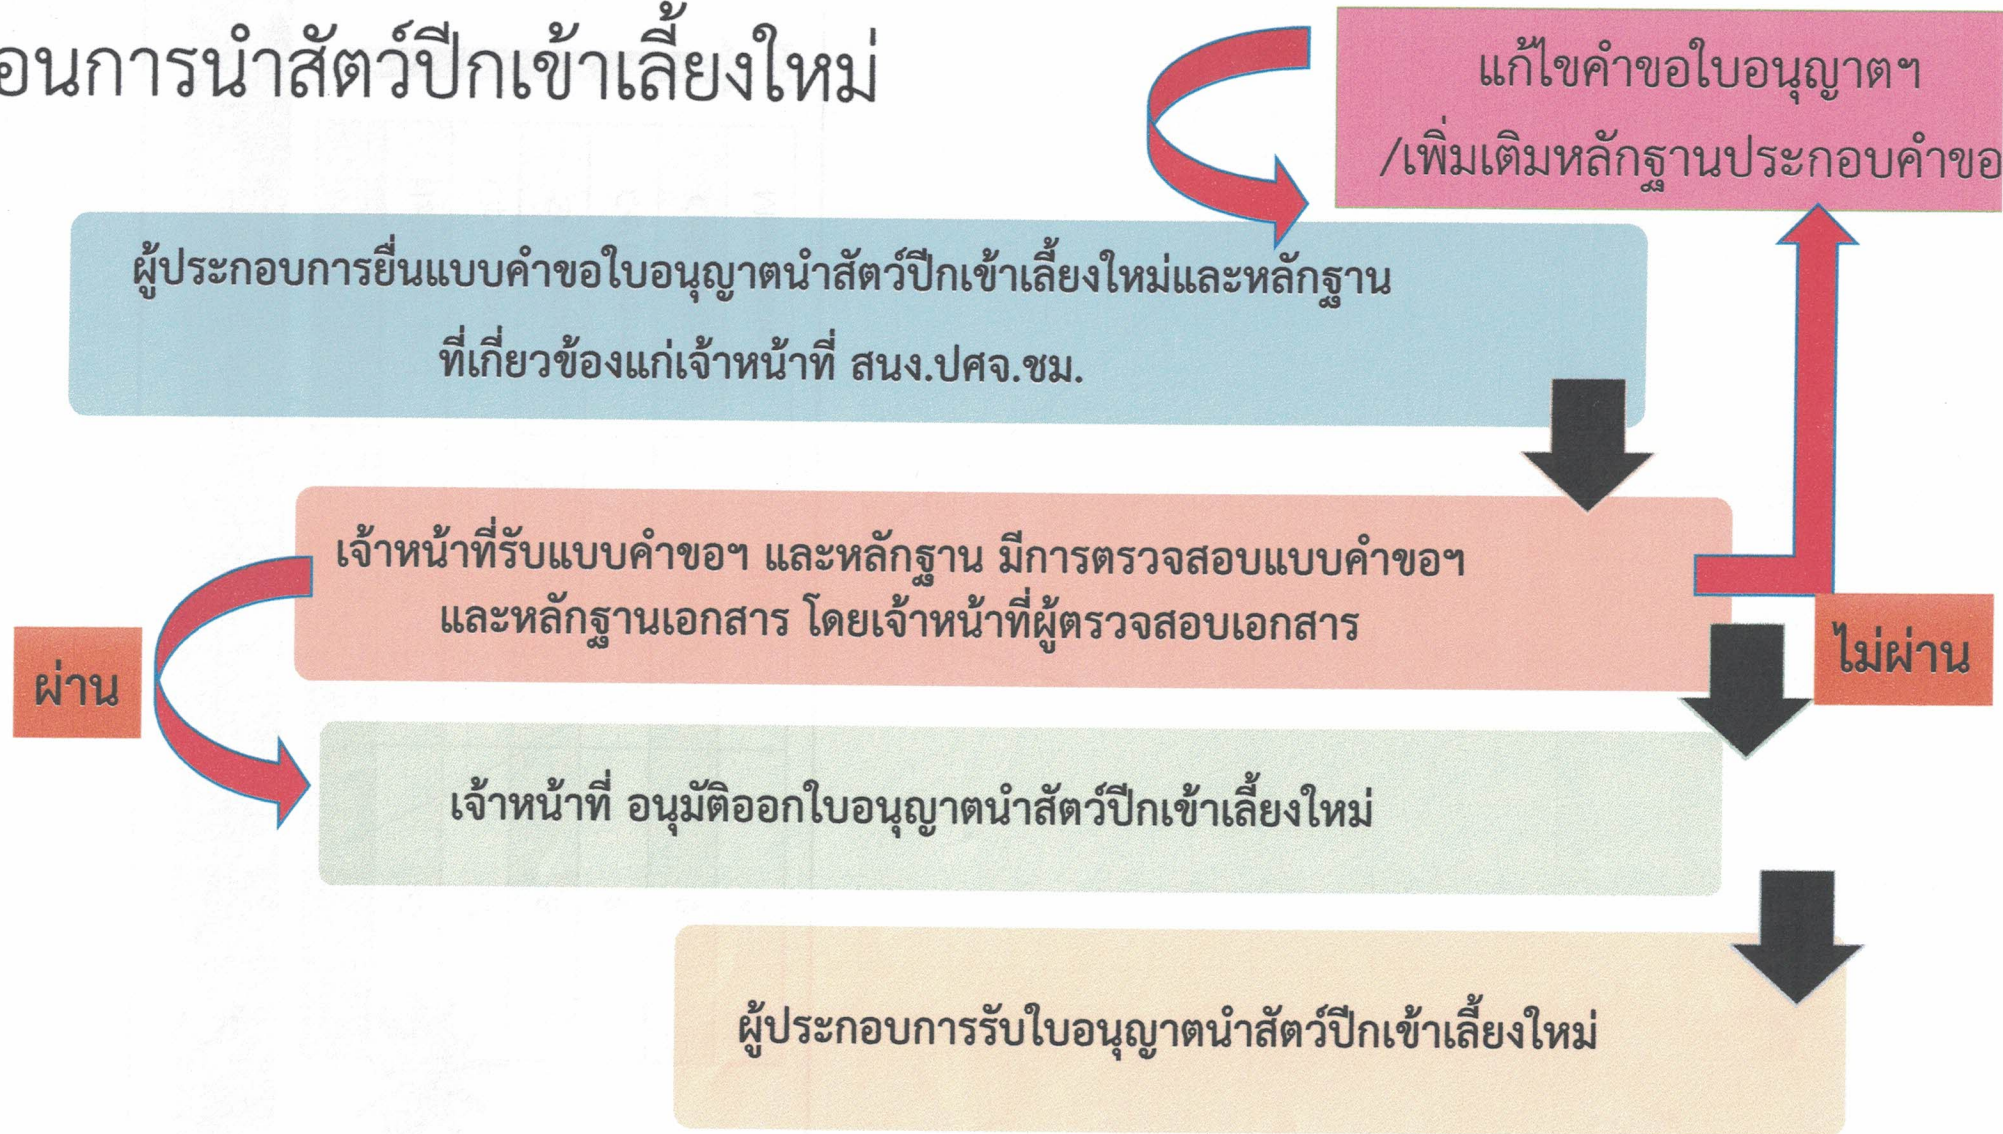 อนการนำสัตว์ปีกเข้าเลี้ยงใหม่
แก้ไขคำขอใบอนุญาตฯ
/เพิ่มเติมหลักฐานประกอบคำขอ
ผู้ประกอบการยื่นแบบคำขอใบอนุญาตนำสัตว์ปีกเข้าเลี้ยงใหม่และหลักฐาน
ที่เกี่ยวข้องแก่เจ้าหน้าที่ สนง.ปศจ.ชม.
เจ้าหน้าที่รับแบบคำขอฯ และหลักฐาน มีการตรวจสอบแบบคำขอฯ
และหลักฐานเอกสาร โดยเจ้าหน้าที่ผู้ตรวจสอบเอกสาร
ผ่าน
ไม่ผ่าน
เจ้าหน้าที่ อนุมัติออกใบอนุญาตนำสัตว์ปีกเข้าเลี้ยงใหม่
ผู้ประกอบการรับใบอนุญาตนำสัตว์ปีกเข้าเลี้ยงใหม่